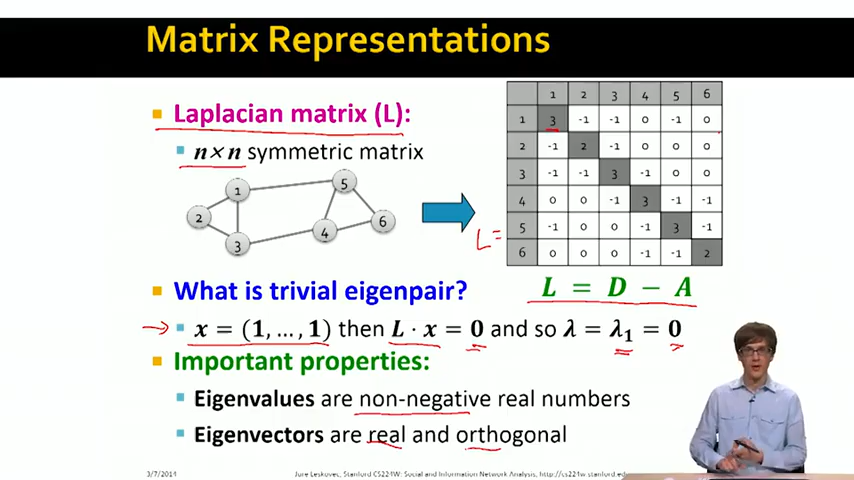 Matrix Representations
Laplacian matrix (L):
n×n symmetric matrix
1
2
3
4
5
6
1 2 3 4 5 6
1 3 -1 -1 0 -1 0
2 -1 2 -1 0 0 0
3 -1 -1 3 -1 0 0
4 0 0 -1 3 -1 -1
5 -1 0 0 -1 3 -1
6 0 0 0 -1 -1 2
L=
L = D − A
What is trivial eigenpair?
x = (1, …, 1) then L · x = 0 and so λ = λ₁ = 0
Important properties:
Eigenvalues are non-negative real numbers
Eigenvectors are real and orthogonal
3/7/2014
Jure Leskovec, Stanford CS224W: Social and Information Network Analysis, http://cs224w.stanford.edu